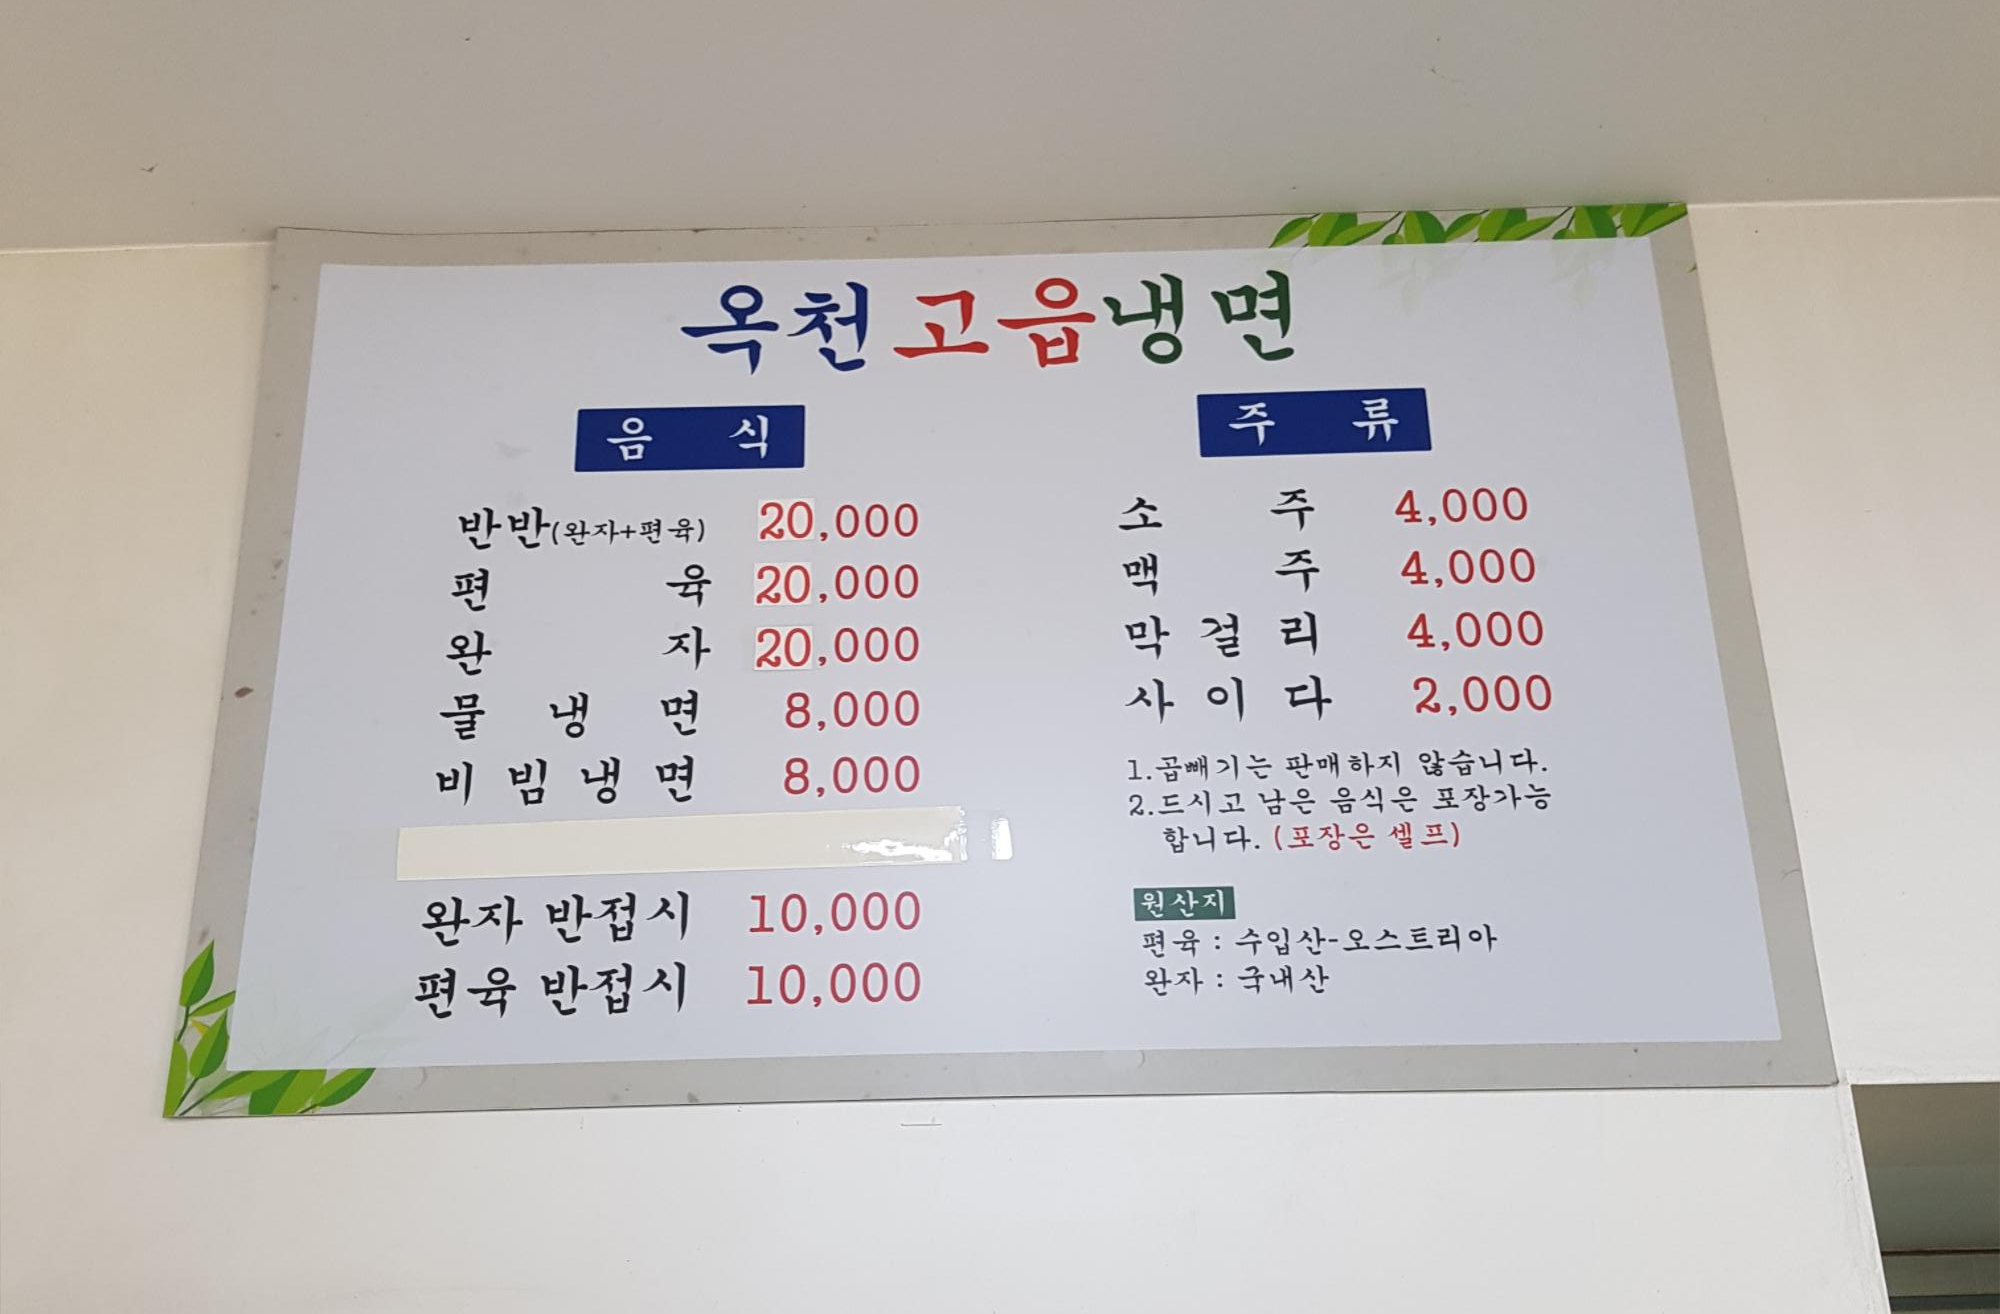 옥천고읍냉면
음 식
반반(완자+편육) 20,000
편 육 20,000
완 자 20,000
물 냉 면 8,000
비 빔 냉 면 8,000
완자 반접시 10,000
편육 반접시 10,000
주 류
소 주 4,000
맥 주 4,000
막 걸 리 4,000
사 이 다 2,000
1.곱빼기는 판매하지 않습니다.
2.드시고 남은 음식은 포장가능
합니다. (포장은 셀프)
원산지
편육 : 수입산-오스트리아
완자 : 국내산